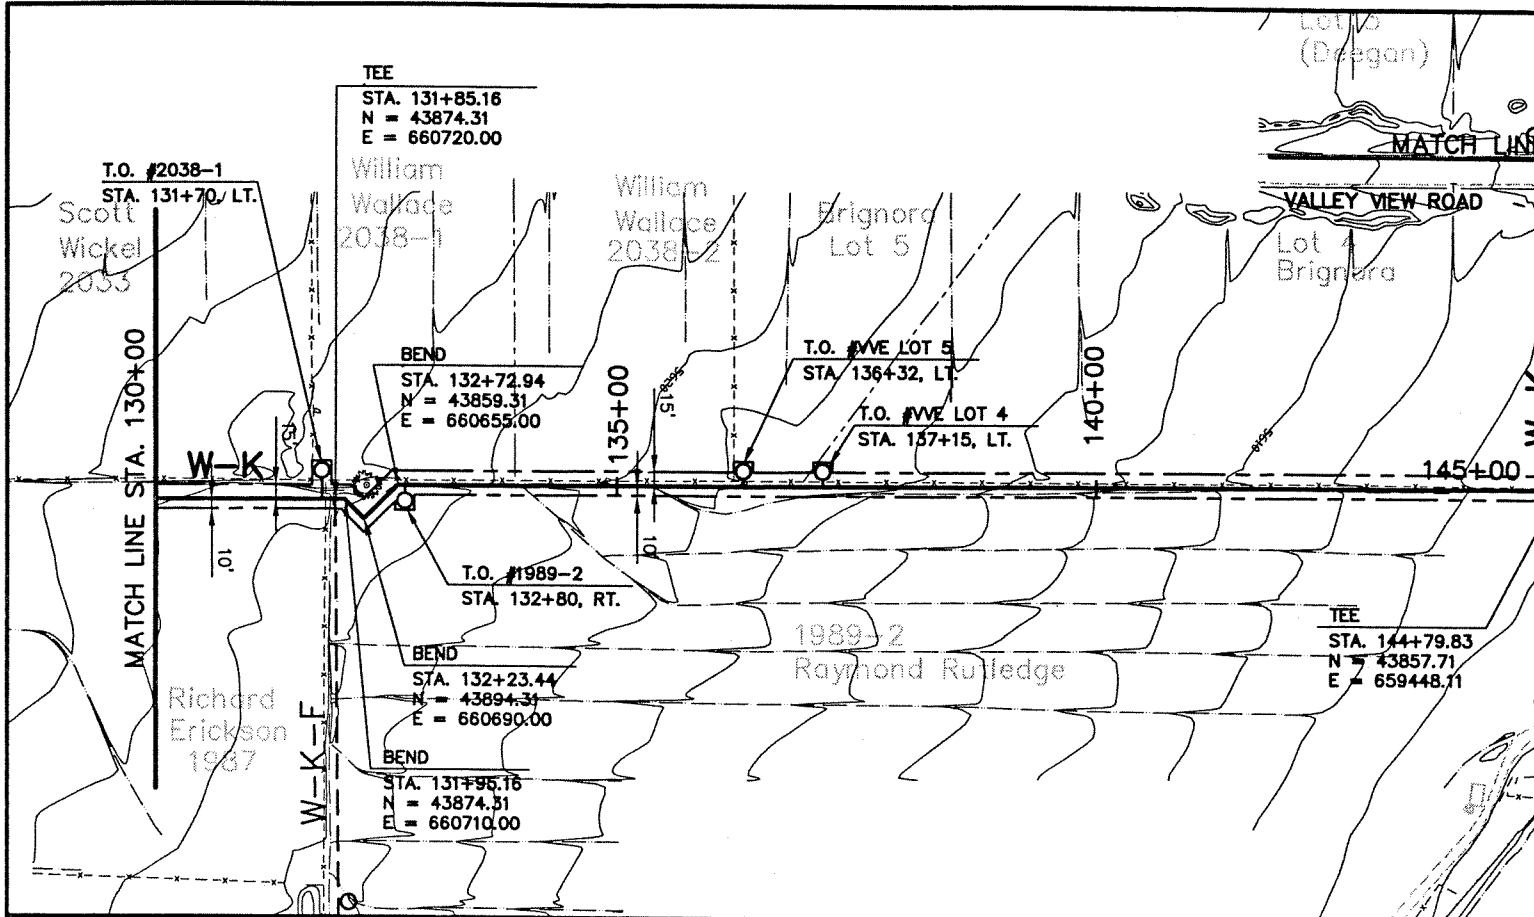 Lot 5
(Deegan)
TEE
STA. 131+85.16
N = 43874.31
E = 660720.00
MATCH LINE
T.O. #2038-1
STA. 131+70, LT.
William
Wallace
2038-1
William
Wallace
2038-2
Scott
Wickel
2033
Brignora
Lot 5
VALLEY VIEW ROAD
Lot 4
Brignora
MATCH LINE STA. 130+00
BEND
STA. 132+72.94
N = 43859.31
E = 660655.00
T.O. #VVE LOT 5
STA. 136+32, LT.
T.O. #VVE LOT 4
STA. 137+15, LT.
135+00
140+00
145+00
5620
5610
15'
15'
W-K
W-K
10'
10'
T.O. #1989-2
STA. 132+80, RT.
1989-2
Raymond Rutledge
TEE
STA. 144+79.83
N = 43857.71
E = 659448.11
BEND
STA. 132+23.44
N = 43894.31
E = 660690.00
Richard
Erickson
1987
W-K-F
BEND
STA. 131+95.16
N = 43874.31
E = 660710.00